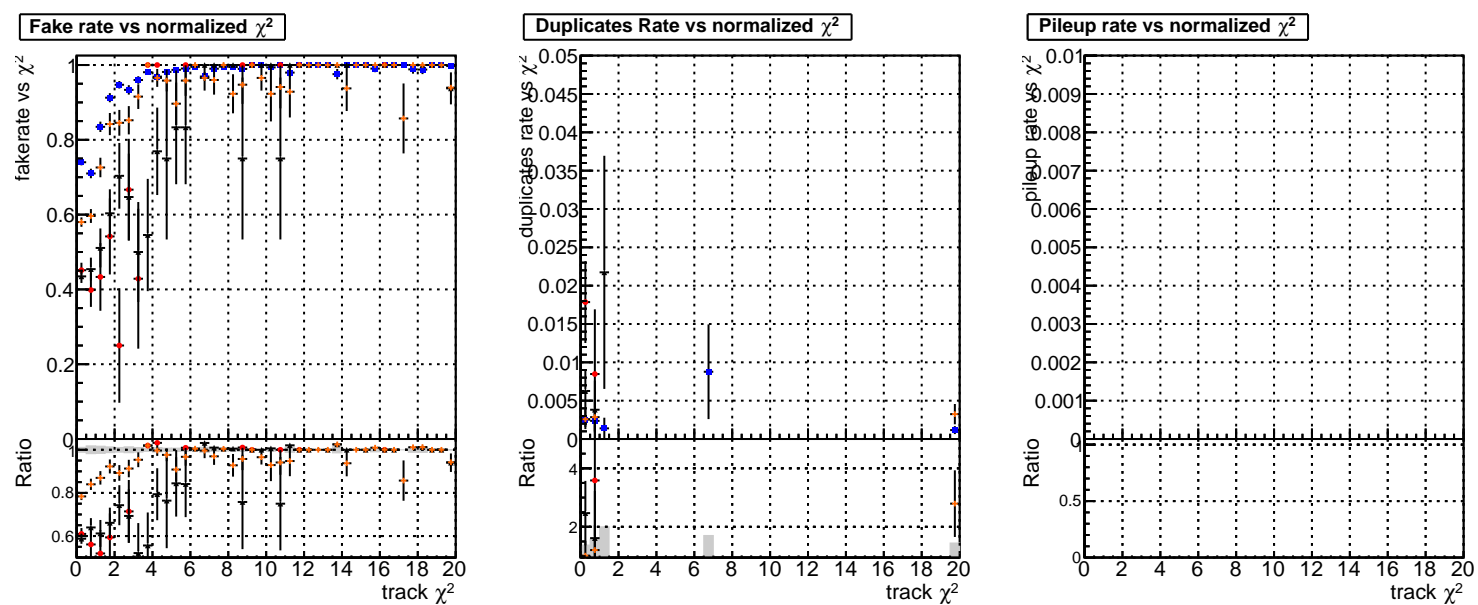 Fake rate vs normalized χ²
fakerate vs χ²
1
0.8
0.6
0.4
0.2
0
Ratio
1
0.8
0.6
0 2 4 6 8 10 12 14 16 18 20
track χ²
Duplicates Rate vs normalized χ²
duplicates rate vs χ²
0.05
0.045
0.04
0.035
0.03
0.025
0.02
0.015
0.01
0.005
0
Ratio
4
2
0 2 4 6 8 10 12 14 16 18 20
track χ²
Pileup rate vs normalized χ²
pileup rate vs χ²
0.01
0.009
0.008
0.007
0.006
0.005
0.004
0.003
0.002
0.001
0
Ratio
1
0.5
0
0 2 4 6 8 10 12 14 16 18 20
track χ²